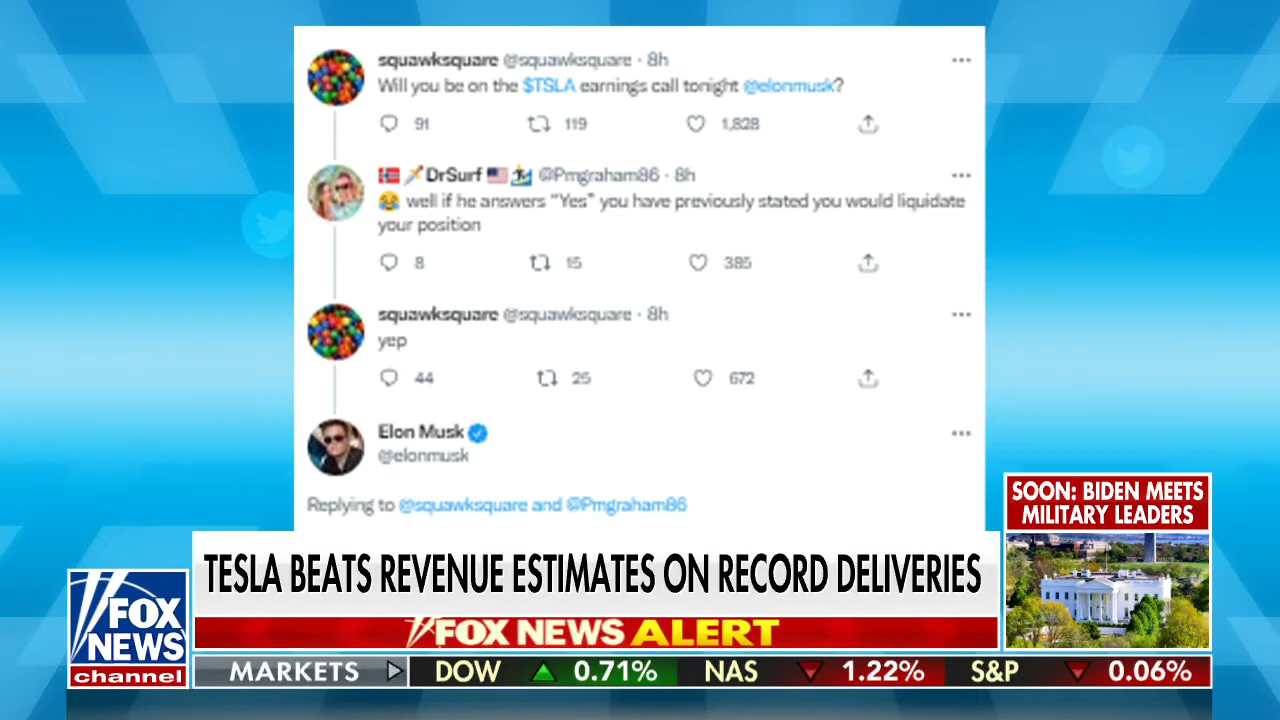 squawksquare @squawksquare · 8h
Will you be on the $TSLA earnings call tonight @elonmusk?
91 119 1,828
DrSurf @Pmgraham86 · 8h
well if he answers “Yes” you have previously stated you would liquidate
your position
8 15 385
squawksquare @squawksquare · 8h
yep
44 25 672
Elon Musk
@elonmusk
Replying to @squawksquare and @Pmgraham86
SOON: BIDEN MEETS
MILITARY LEADERS
TESLA BEATS REVENUE ESTIMATES ON RECORD DELIVERIES
FOX NEWS ALERT
FOX
NEWS
channel
MARKETS DOW 0.71% NAS 1.22% S&P 0.06%